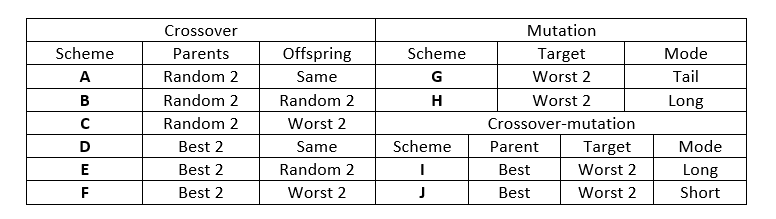 Crossover Mutation
Scheme Parents Offspring Scheme Target Mode
A Random 2 Same G Worst 2 Tail
B Random 2 Random 2 H Worst 2 Long
C Random 2 Worst 2 Crossover-mutation
D Best 2 Same Scheme Parent Target Mode
E Best 2 Random 2 I Best Worst 2 Long
F Best 2 Worst 2 J Best Worst 2 Short